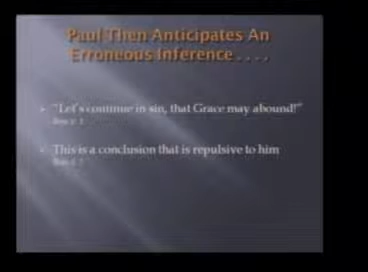 Paul Then Anticipates An
Erroneous Inference . . . .
"Let's continue in sin, that Grace may abound!"
This is a conclusion that is repulsive to him